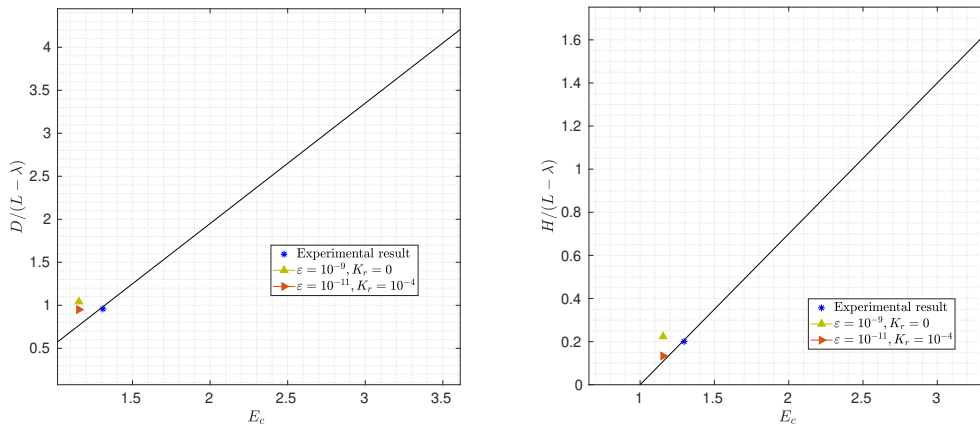 4
3.5
3
2.5
2
1.5
1
0.5
D/(L − λ)
1.5 2 2.5 3 3.5
E_c
Experimental result
ε = 10⁻⁹, K_r = 0
ε = 10⁻¹¹, K_r = 10⁻⁴
1.6
1.4
1.2
1
0.8
0.6
0.4
0.2
0
H/(L − λ)
1 1.5 2 2.5 3
E_c
Experimental result
ε = 10⁻⁹, K_r = 0
ε = 10⁻¹¹, K_r = 10⁻⁴